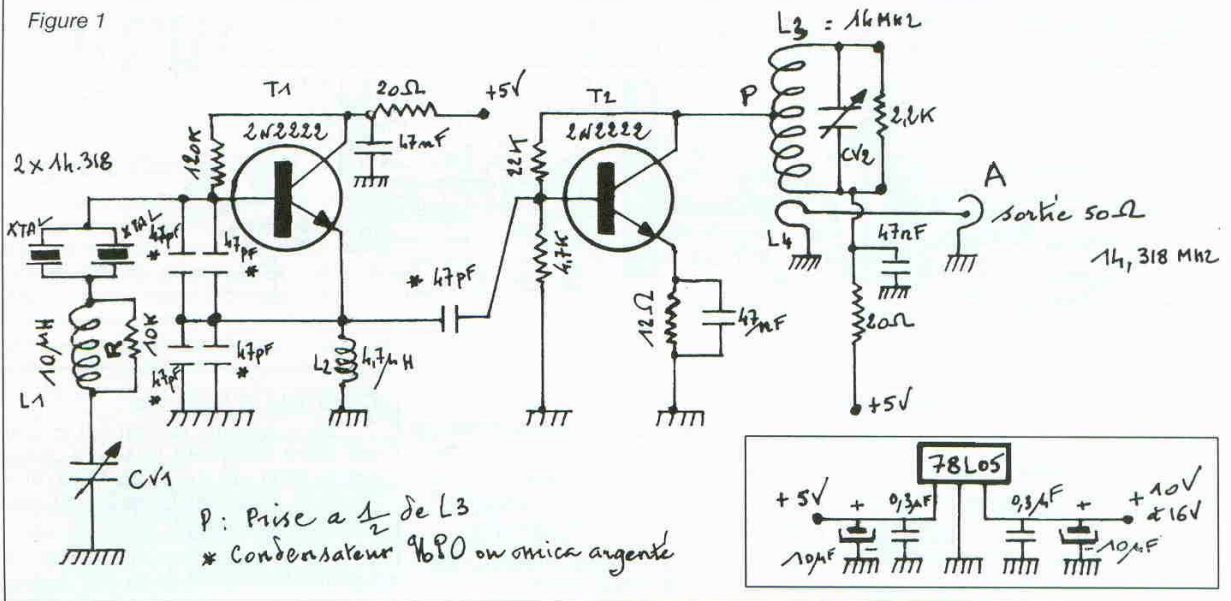 Figure 1
L3 = 14 MHz
T1
20Ω
+5V
T2
P
2N2222
47nF
2N2222
2,2K
120K
22K
CV2
2 x 14.318
A
XTAL
XTAL
47pF
*
47pF
*
4,7K
* 47pF
L4
sortie 50Ω
47nF
14,318 MHz
10µH
R
10K
47pF
*
47pF
*
L2
4,7µH
12Ω
47nF
20Ω
L1
+5V
CV1
78L05
+5V
+
0,3µF
0,3µF
+
+ 10V
à 16V
10µF
-
-
10µF
P : Prise a 1/2 de L3
* Condensateur NPO ou mica argenté